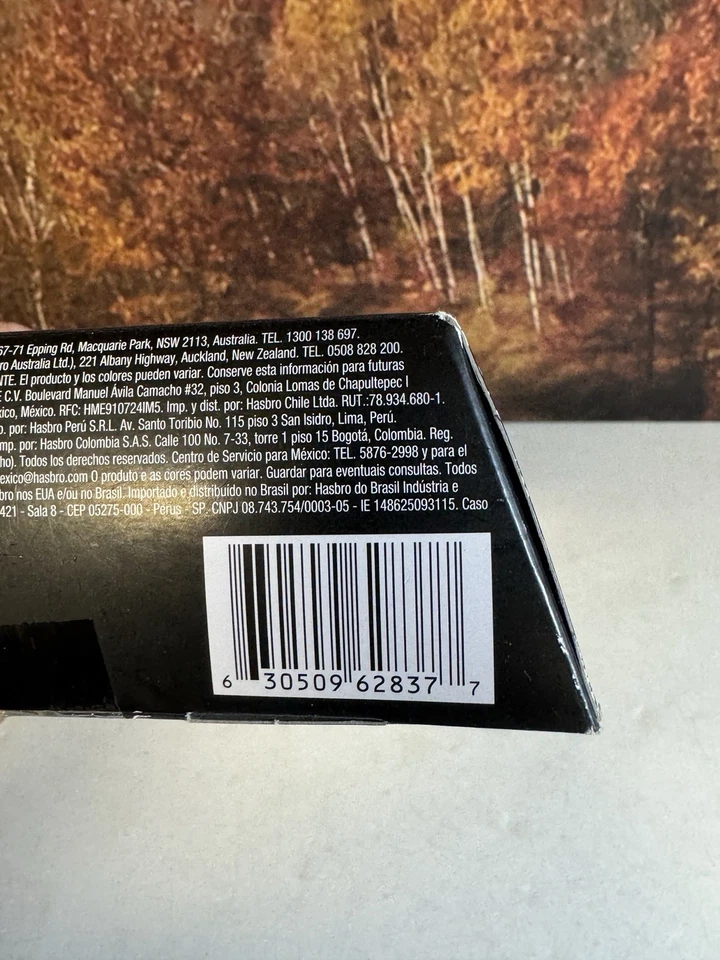 67-71 Epping Rd, Macquarie Park, NSW 2113, Australia. TEL. 1300 138 697.
ro Australia Ltd.), 221 Albany Highway, Auckland, New Zealand. TEL. 0508 828 200.
NTE. El producto y los colores pueden variar. Conserve esta información para futuras
E C.V. Boulevard Manuel Ávila Camacho #32, piso 3, Colonia Lomas de Chapultepec I
xico, México. RFC: HME910724IM5. Imp. y dist. por: Hasbro Chile Ltda. RUT.:78.934.680-1.
p. por: Hasbro Perú S.R.L. Av. Santo Toribio No. 115 piso 3 San Isidro, Lima, Perú.
mp. por: Hasbro Colombia S.A.S. Calle 100 No. 7-33, torre 1 piso 15 Bogotá, Colombia. Reg.
ho). Todos los derechos reservados. Centro de Servicio para México: TEL. 5876-2998 y para el
exico@hasbro.com O produto e as cores podem variar. Guardar para eventuais consultas. Todos
bro nos EUA e/ou no Brasil. Importado e distribuído no Brasil por: Hasbro do Brasil Indústria e
421 - Sala 8 - CEP 05275-000 - Perus - SP. CNPJ 08.743.754/0003-05 - IE 148625093115. Caso
6 30509 62837 7